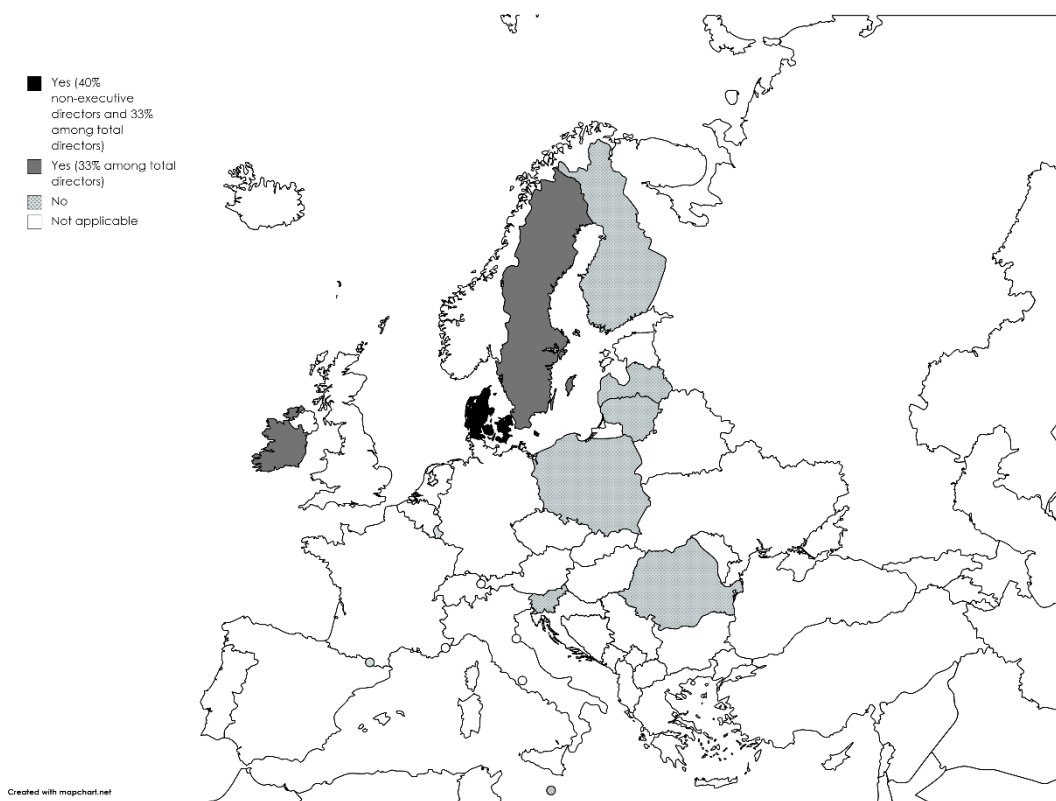 Yes (40%
non-executive
directors and 33%
among total
directors)
Yes (33% among total
directors)
No
Not applicable
Created with mapchart.net